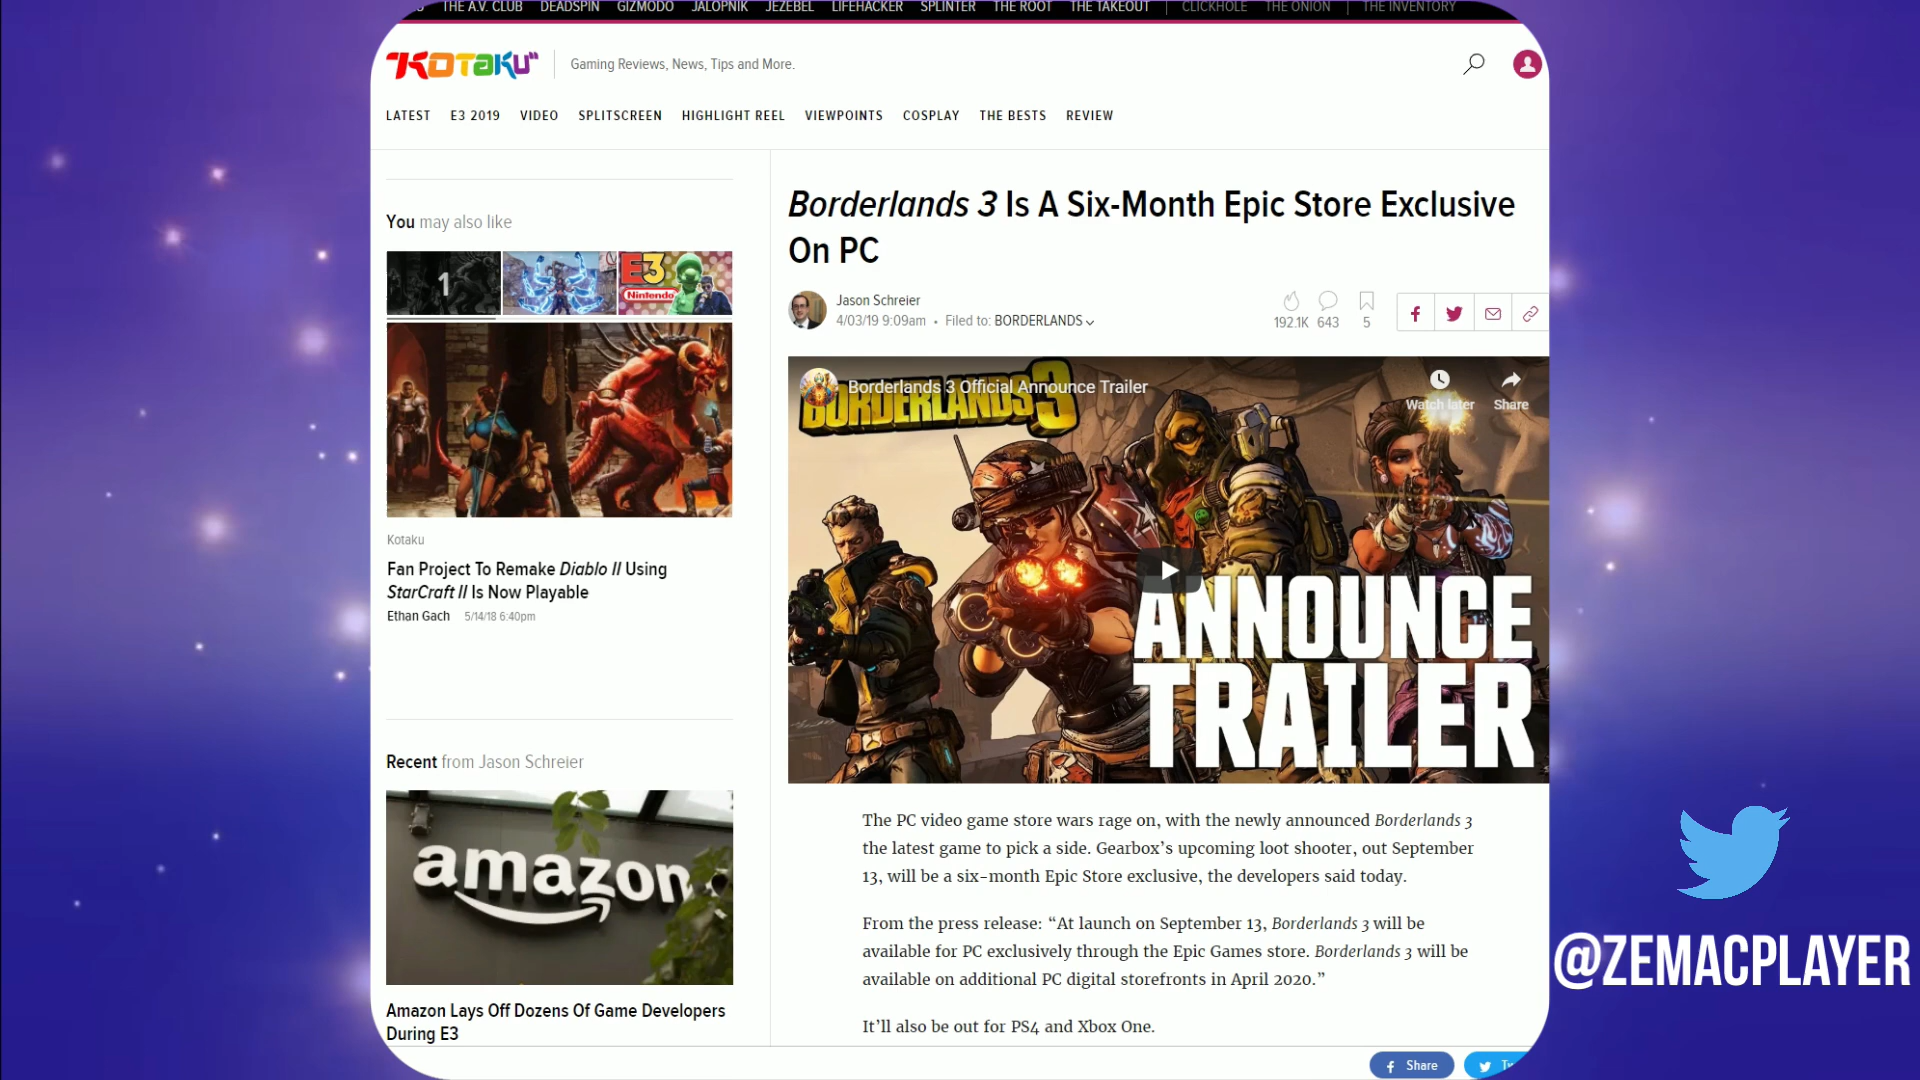 THE A.V. CLUB DEADSPIN GIZMODO JALOPNIK JEZEBEL LIFEHACKER SPLINTER THE ROOT THE TAKEOUT CLICKHOLE THE ONION THE INVENTORY
KOTAKU Gaming Reviews, News, Tips and More.
LATEST E3 2019 VIDEO SPLITSCREEN HIGHLIGHT REEL VIEWPOINTS COSPLAY THE BESTS REVIEW
You may also like
1
E3
Nintendo
Kotaku
Fan Project To Remake Diablo II Using
StarCraft II Is Now Playable
Ethan Gach 5/14/18 6:40pm
Recent from Jason Schreier
amazon
Amazon Lays Off Dozens Of Game Developers
During E3
Borderlands 3 Is A Six-Month Epic Store Exclusive
On PC
Jason Schreier
4/03/19 9:09am • Filed to: BORDERLANDS
192.1K 643 5
Borderlands 3 Official Announce Trailer
Watch later Share
BORDERLANDS 3
ANNOUNCE
TRAILER
The PC video game store wars rage on, with the newly announced Borderlands 3
the latest game to pick a side. Gearbox’s upcoming loot shooter, out September
13, will be a six-month Epic Store exclusive, the developers said today.
From the press release: “At launch on September 13, Borderlands 3 will be
available for PC exclusively through the Epic Games store. Borderlands 3 will be
available on additional PC digital storefronts in April 2020.”
It’ll also be out for PS4 and Xbox One.
Share
@ZEMACPLAYER